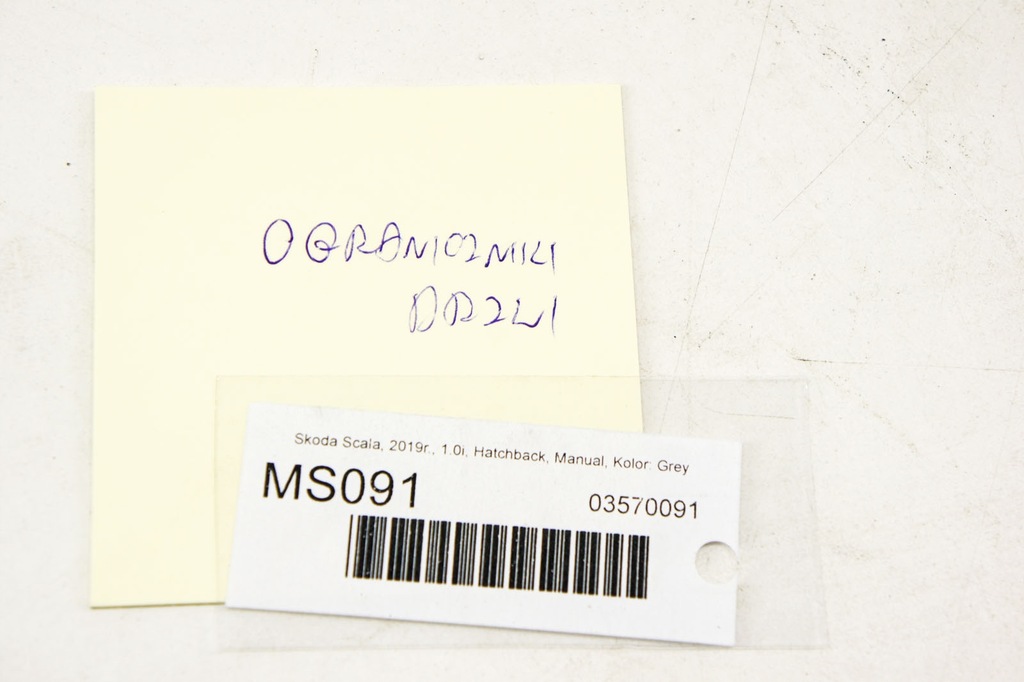 OGRANICZNIKI
DRZWI
Skoda Scala, 2019r., 1.0i, Hatchback, Manual, Kolor: Grey
MS091
03570091